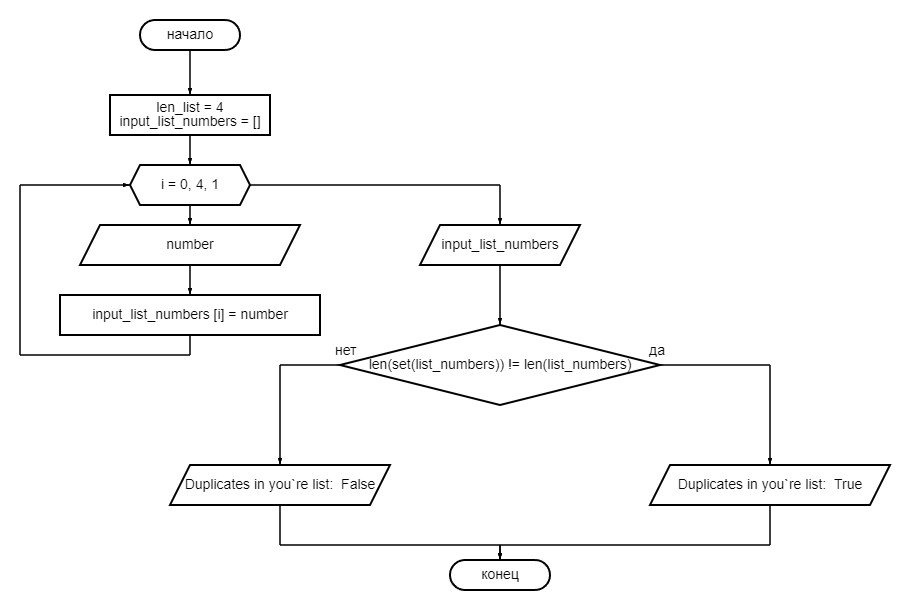 начало
len_list = 4
input_list_numbers = []
i = 0, 4, 1
number
input_list_numbers
input_list_numbers [i] = number
нет
да
len(set(list_numbers)) != len(list_numbers)
Duplicates in you`re list:  False
Duplicates in you`re list:  True
конец